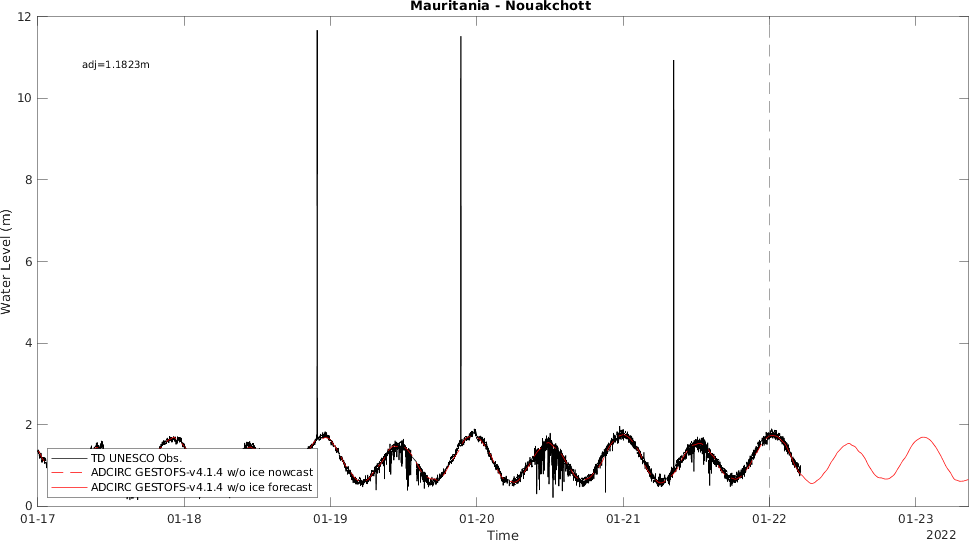 Mauritania - Nouakchott
12
adj=1.1823m
10
8
Water Level (m)
6
4
2
TD UNESCO Obs.
ADCIRC GESTOFS-v4.1.4 w/o ice nowcast
ADCIRC GESTOFS-v4.1.4 w/o ice forecast
0
01-17 01-18 01-19 01-20 01-21 01-22 01-23
Time
2022